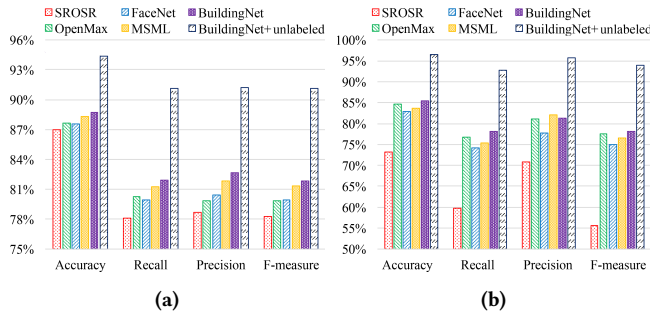 SROSR FaceNet BuildingNet
OpenMax MSML BuildingNet+unlabeled
96%
93%
90%
87%
84%
81%
78%
75%
Accuracy Recall Precision F-measure
(a)
SROSR FaceNet BuildingNet
OpenMax MSML BuildingNet+unlabeled
100%
95%
90%
85%
80%
75%
70%
65%
60%
55%
50%
Accuracy Recall Precision F-measure
(b)